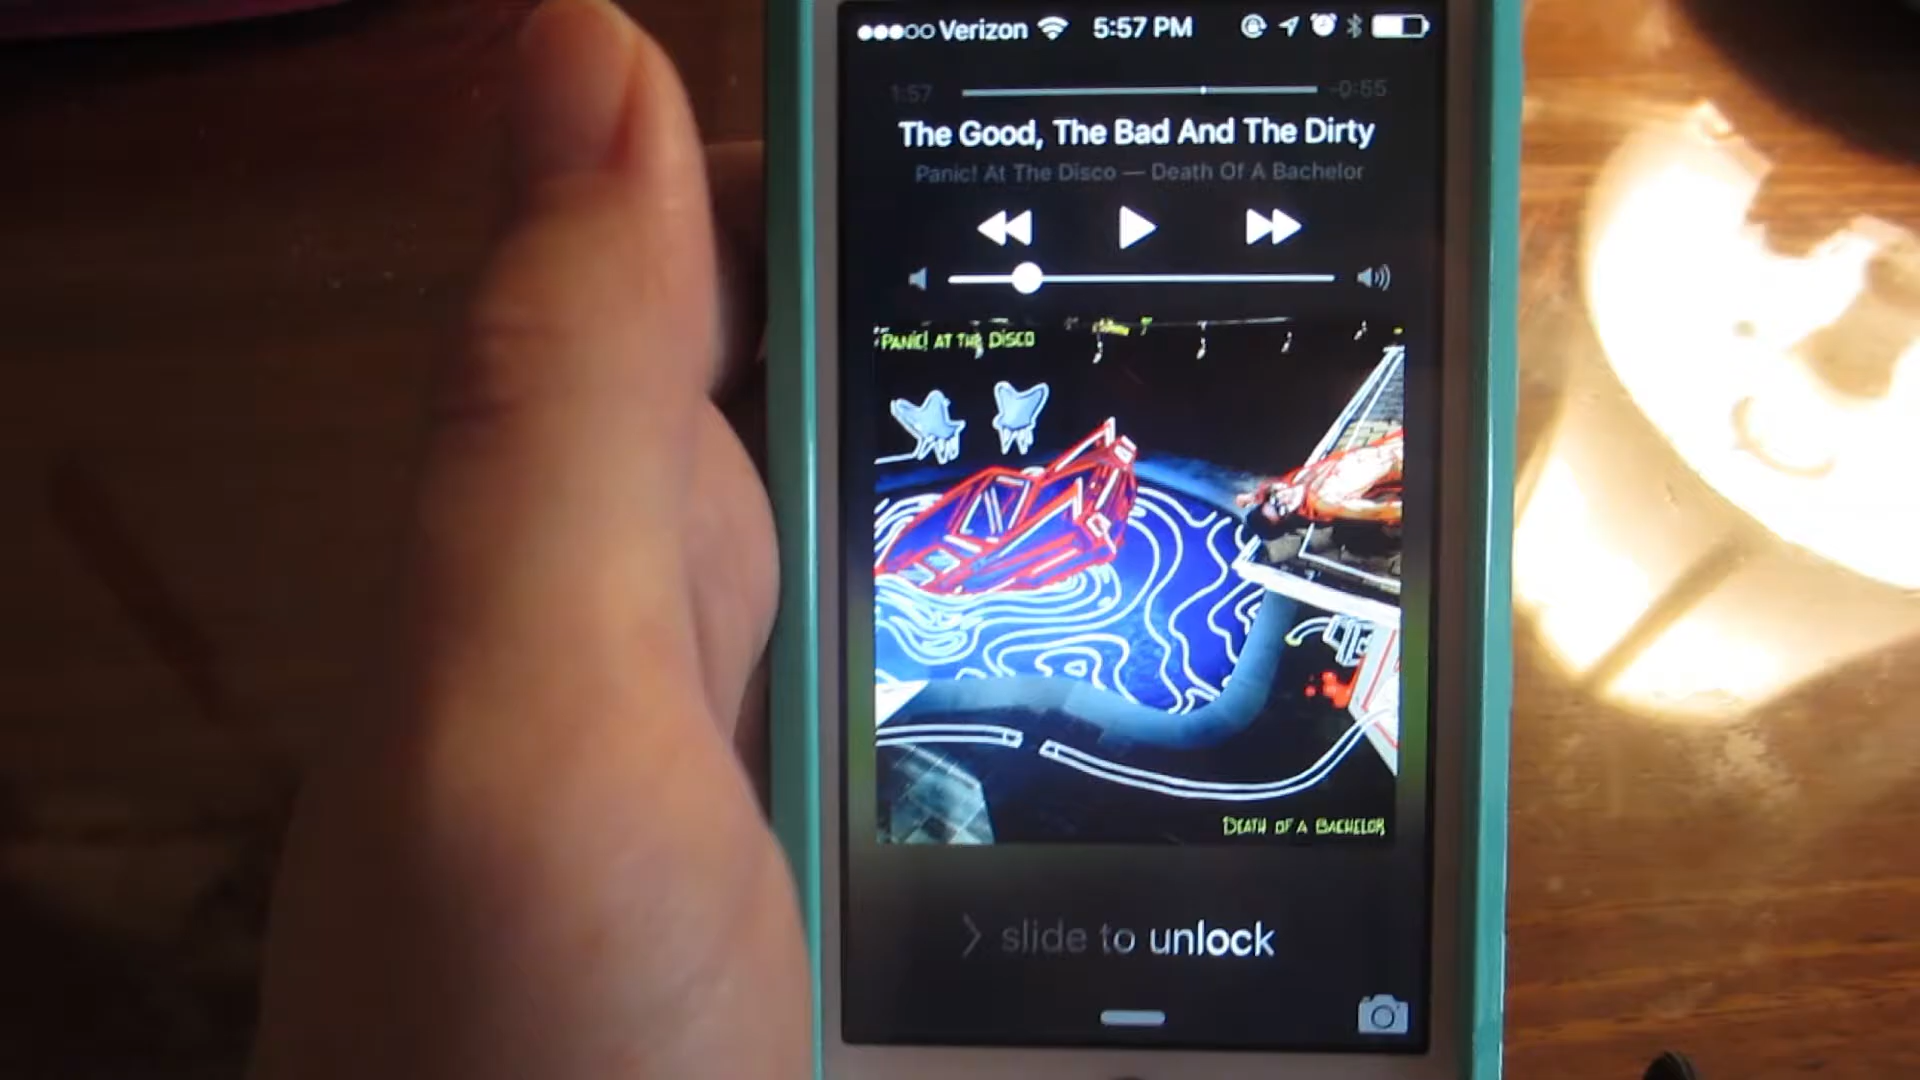 Verizon 5:57 PM
1:57 -0:55
The Good, The Bad And The Dirty
Panic! At The Disco — Death Of A Bachelor
PANIC! AT THE DISCO
DEATH OF A BACHELOR
> slide to unlock